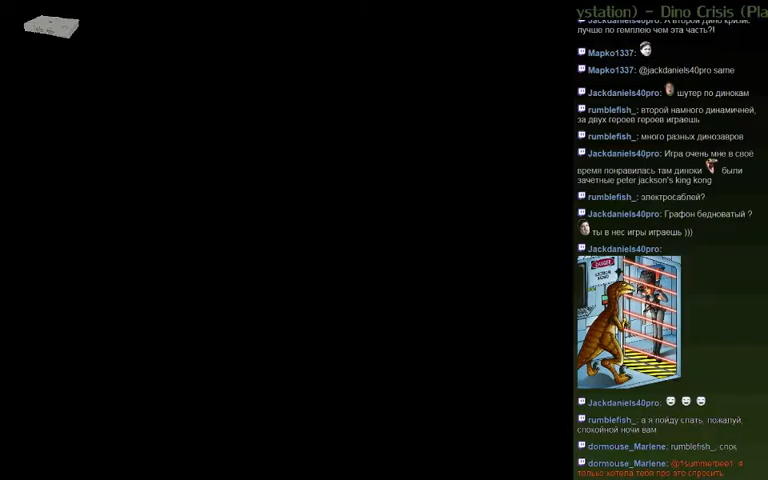 ystation) - Dino Crisis (Pla
Jackdaniels40pro: А второй дино кризис
лучше по гемплею чем эта часть?!
Mapko1337:
Mapko1337: @jackdaniels40pro same
Jackdaniels40pro: шутер по динокам
rumblefish_: второй намного динамичней,
за двух героев героев играешь
rumblefish_: много разных динозавров
Jackdaniels40pro: Игра очень мне в своё
время понравилась там диноки были
зачётные peter jackson's king kong
rumblefish_: электросаблей?
Jackdaniels40pro: Графон бедноватый ?
ты в нес игры играешь )))
Jackdaniels40pro:
DANGER
Jackdaniels40pro:
rumblefish_: а я пойду спать, пожалуй,
спокойной ночи вам
dormouse_Marlene: rumblefish_, спок
dormouse_Marlene: @1summerbee1 я
только хотела тебя про это спросить